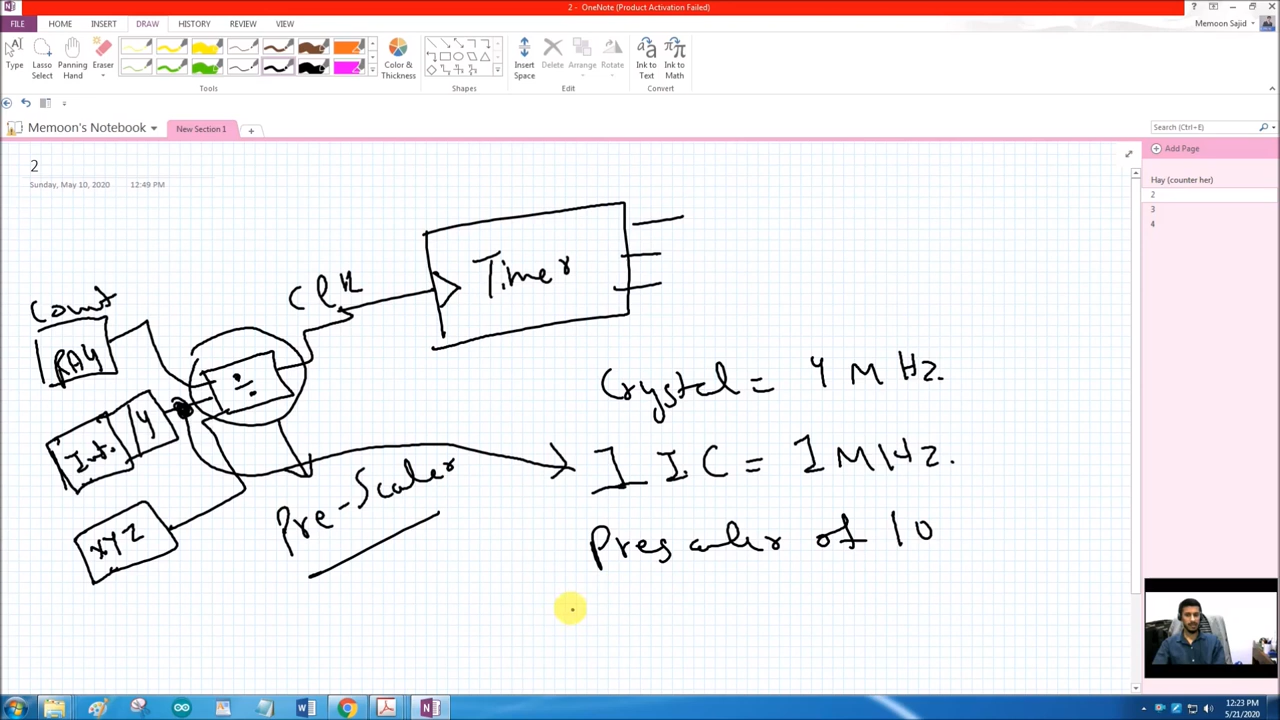 2 - OneNote (Product Activation Failed)
FILE HOME INSERT DRAW HISTORY REVIEW VIEW
Memoon Sajid
Type
Lasso Select
Panning Hand
Eraser
Color & Thickness
Insert Space
Delete
Arrange
Rotate
Ink to Text
Ink to Math
Tools
Shapes
Edit
Convert
Memoon's Notebook
New Section 1
Search (Ctrl+E)
Add Page
Hay (counter her)
2
3
4
2
Sunday, May 10, 2020
12:49 PM
Timer
Clk
Count
RA4
÷
Int. /4
XYZ
Pre-Scaler
Crystal = 4 M Hz.
I I C = 1 M Hz.
Prescaler of 10
12:23 PM
5/21/2020